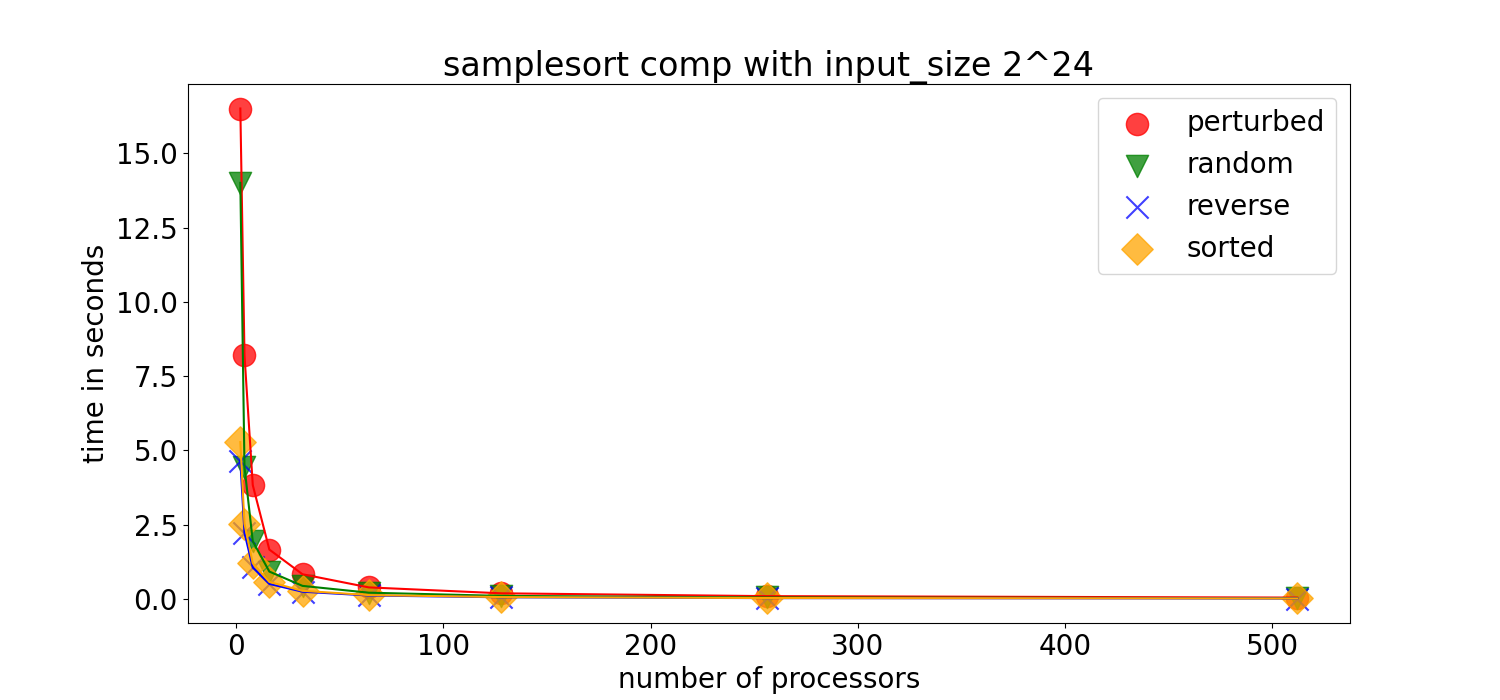 samplesort comp with input_size 2^24
perturbed
random
reverse
sorted
time in seconds
15.0
12.5
10.0
7.5
5.0
2.5
0.0
0 100 200 300 400 500
number of processors